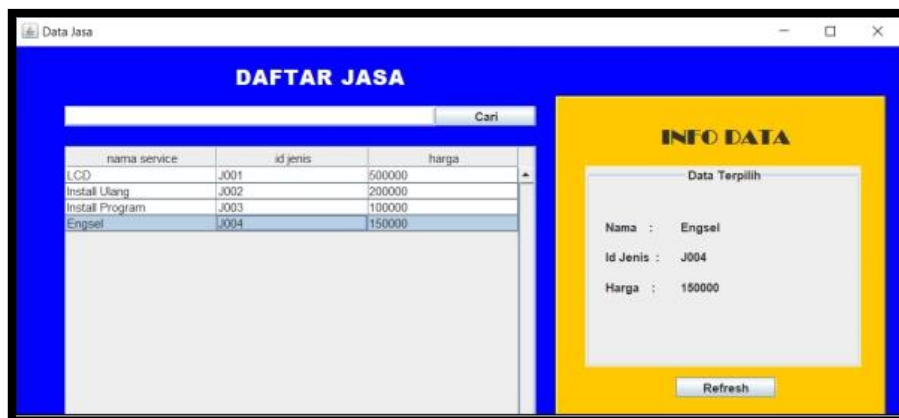 Data Jasa
DAFTAR JASA
Cari
nama service id jenis harga
LCD J001 500000
Install Ulang J002 200000
Install Program J003 100000
Engsel J004 150000
INFO DATA
Data Terpilih
Nama : Engsel
Id Jenis : J004
Harga : 150000
Refresh